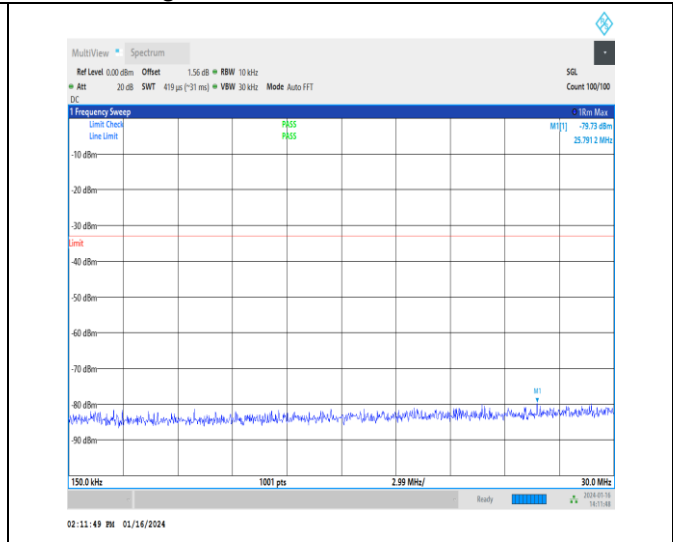 MultiView Spectrum
Ref Level 0.00 dBm Offset 1.56 dB RBW 10 kHz SGL
Att 20 dB SWT 419 µs (~31 ms) VBW 30 kHz Mode Auto FFT Count 100/100
DC
1 Frequency Sweep 1Rm Max
Limit Check PASS M1[1] -79.73 dBm
Line Limit PASS 25.791 2 MHz
-10 dBm
-20 dBm
-30 dBm
Limit
-40 dBm
-50 dBm
-60 dBm
-70 dBm
M1
-80 dBm
-90 dBm
150.0 kHz 1001 pts 2.99 MHz/ 30.0 MHz
Ready 2024-01-16
14:11:48
02:11:49 PM 01/16/2024